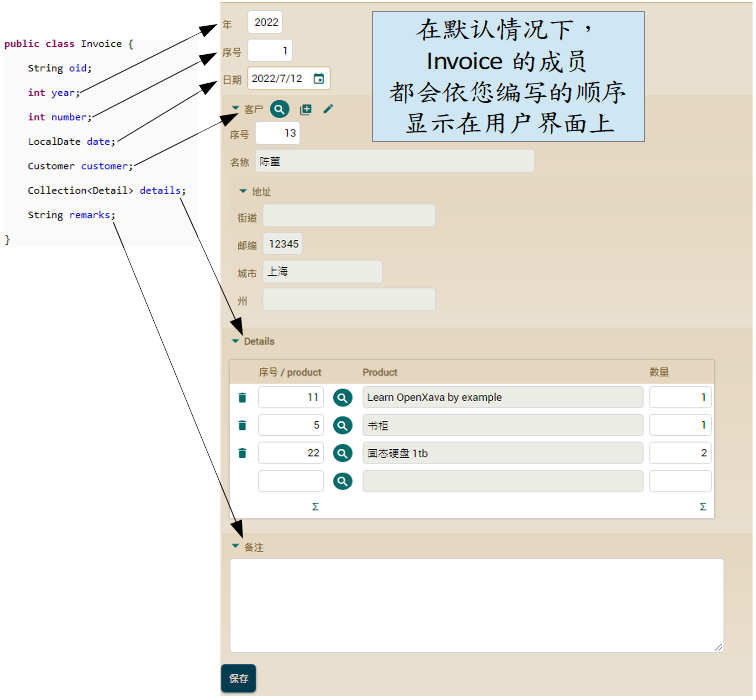 public class Invoice {
String oid;
int year;
int number;
LocalDate date;
Customer customer;
Collection<Detail> details;
String remarks;
}
在默认情况下，
Invoice 的成员
都会依您编写的顺序
显示在用户界面上
年 2022
序号 1
日期 2022/7/12
客户
序号 13
名称 陈蕫
地址
街道
邮编 12345
城市 上海
州
Details
序号 / product Product 数量
11 Learn OpenXava by example 1
5 书柜 1
22 固态硬盘 1tb 2
Σ Σ
备注
保存